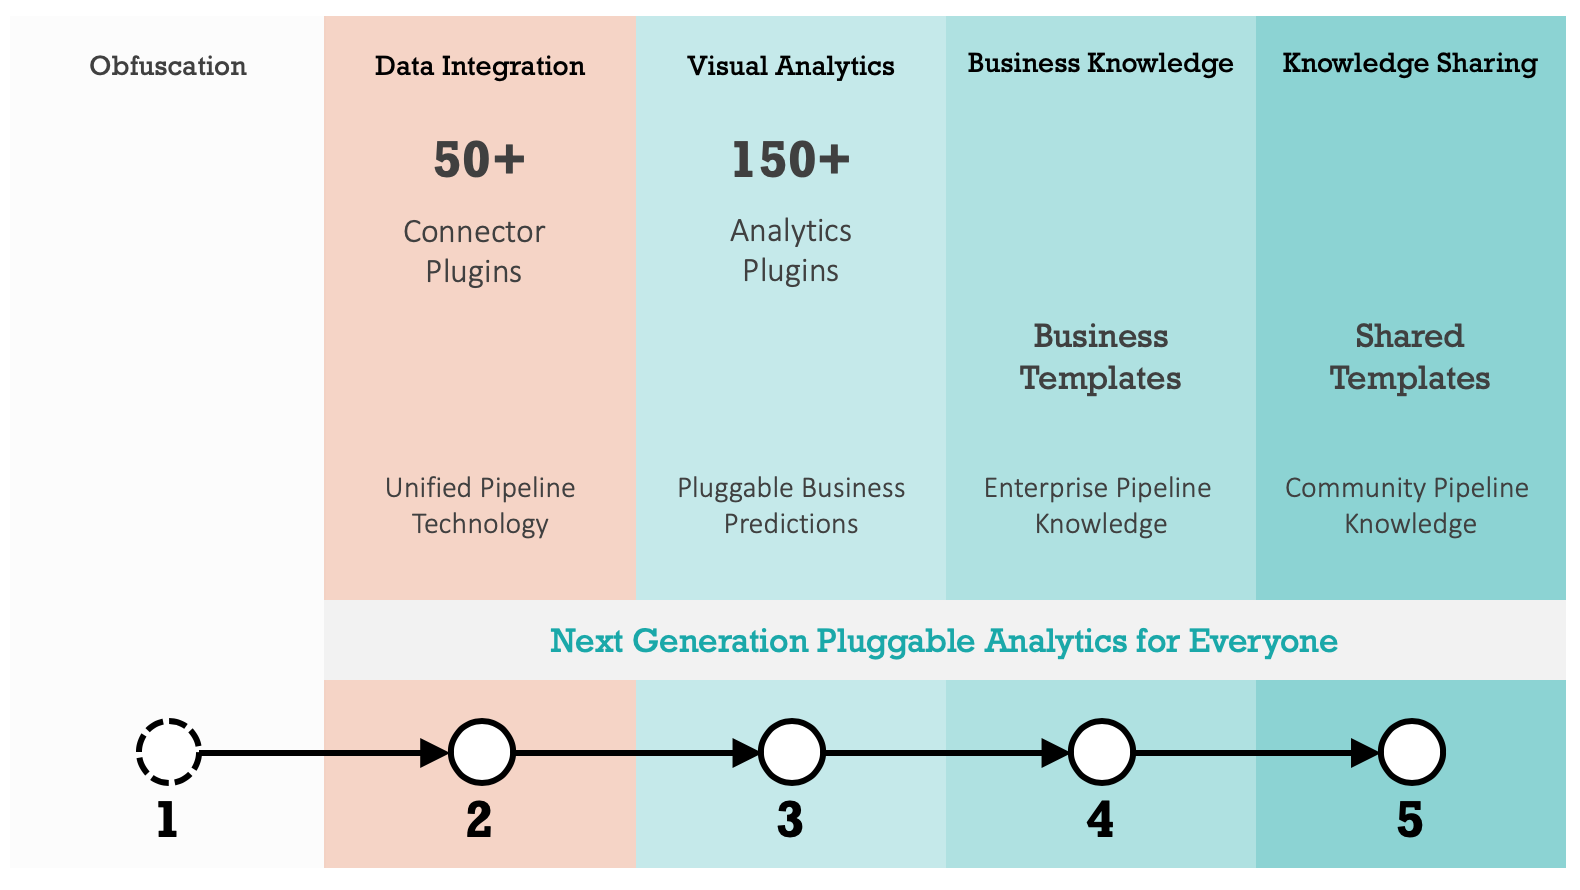 Obfuscation
Data Integration
Visual Analytics
Business Knowledge
Knowledge Sharing
50+
Connector
Plugins
150+
Analytics
Plugins
Business
Templates
Shared
Templates
Unified Pipeline
Technology
Pluggable Business
Predictions
Enterprise Pipeline
Knowledge
Community Pipeline
Knowledge
Next Generation Pluggable Analytics for Everyone
1
2
3
4
5